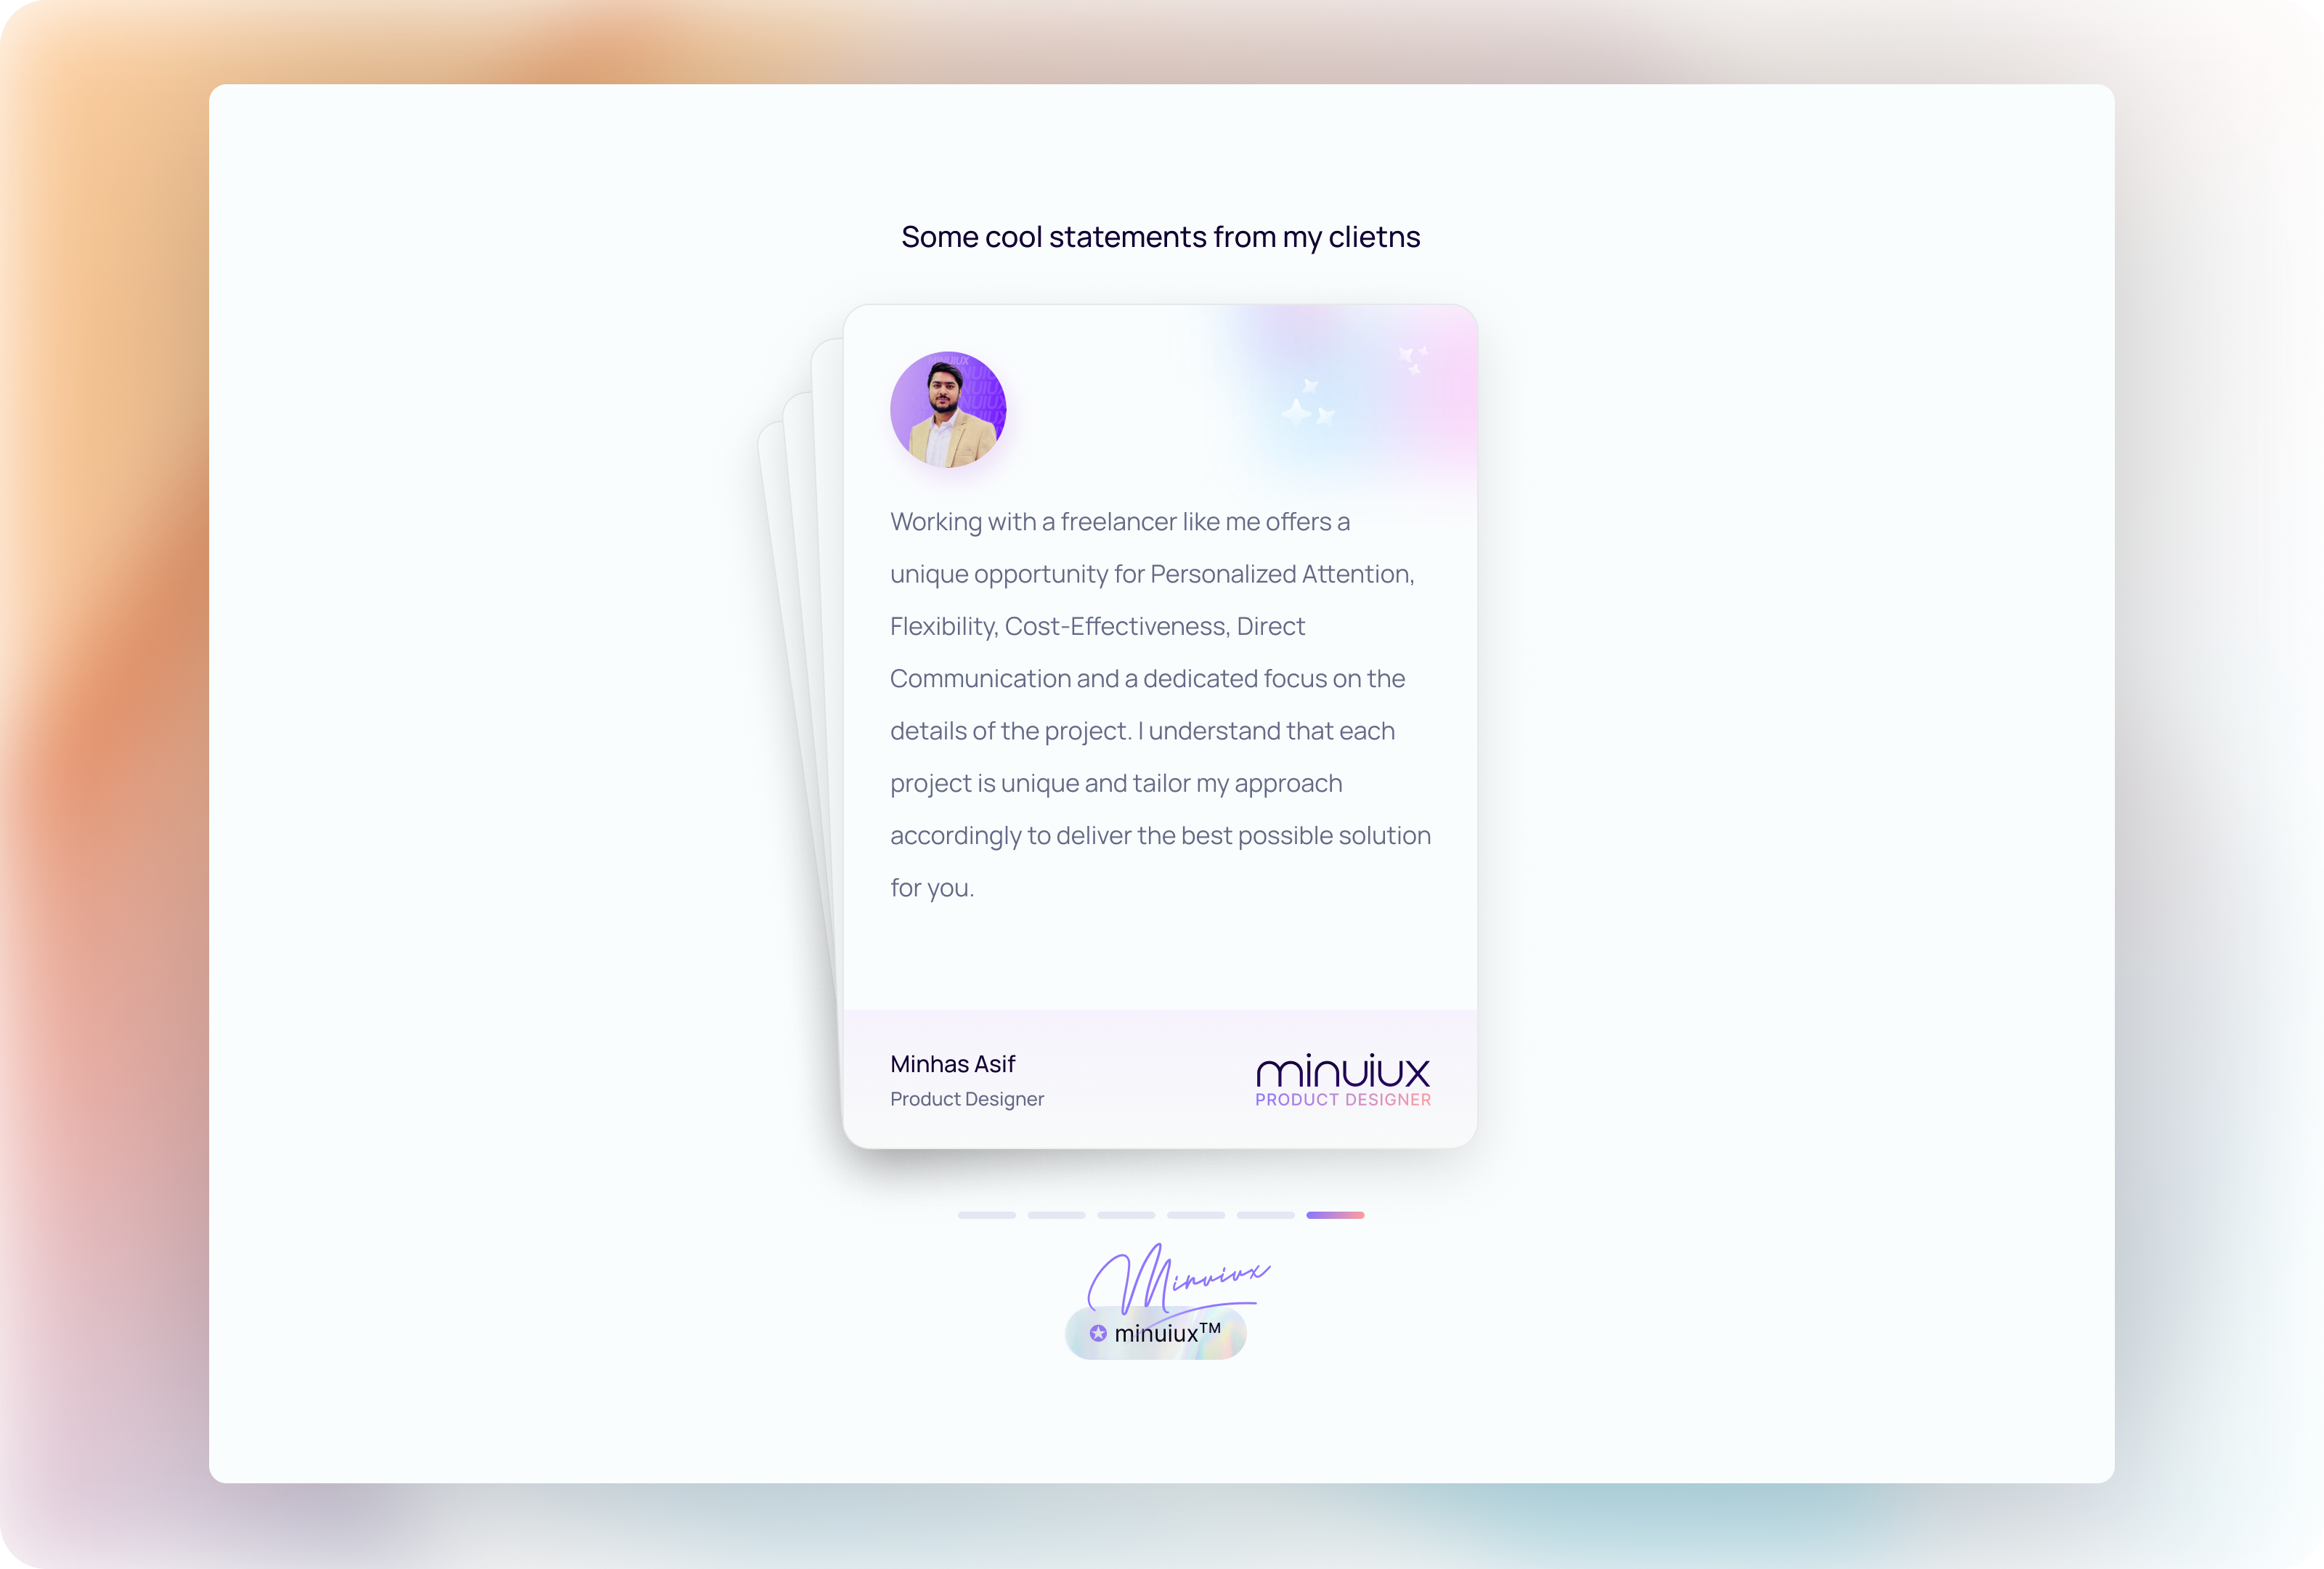 Some cool statements from my clietns
MINUIUX
Working with a freelancer like me offers a
unique opportunity for Personalized Attention,
Flexibility, Cost-Effectiveness, Direct
Communication and a dedicated focus on the
details of the project. I understand that each
project is unique and tailor my approach
accordingly to deliver the best possible solution
for you.
Minhas Asif
Product Designer
minuiux
PRODUCT DESIGNER
Minuiux
minuiux™